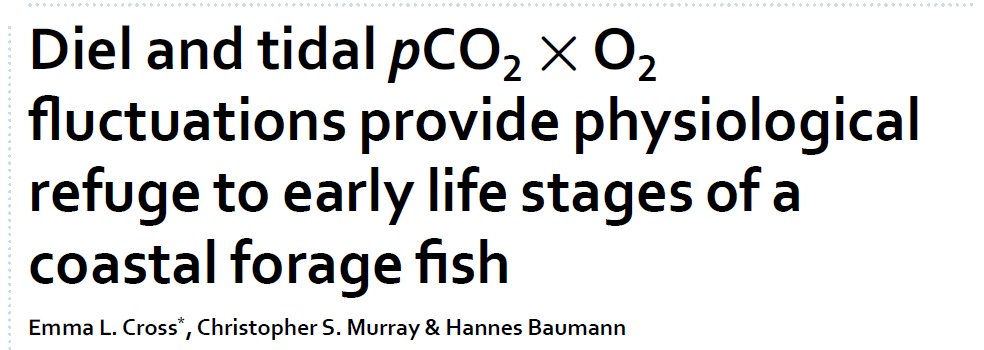 Diel and tidal pCO₂ × O₂
fluctuations provide physiological
refuge to early life stages of a
coastal forage fish
Emma L. Cross*, Christopher S. Murray & Hannes Baumann